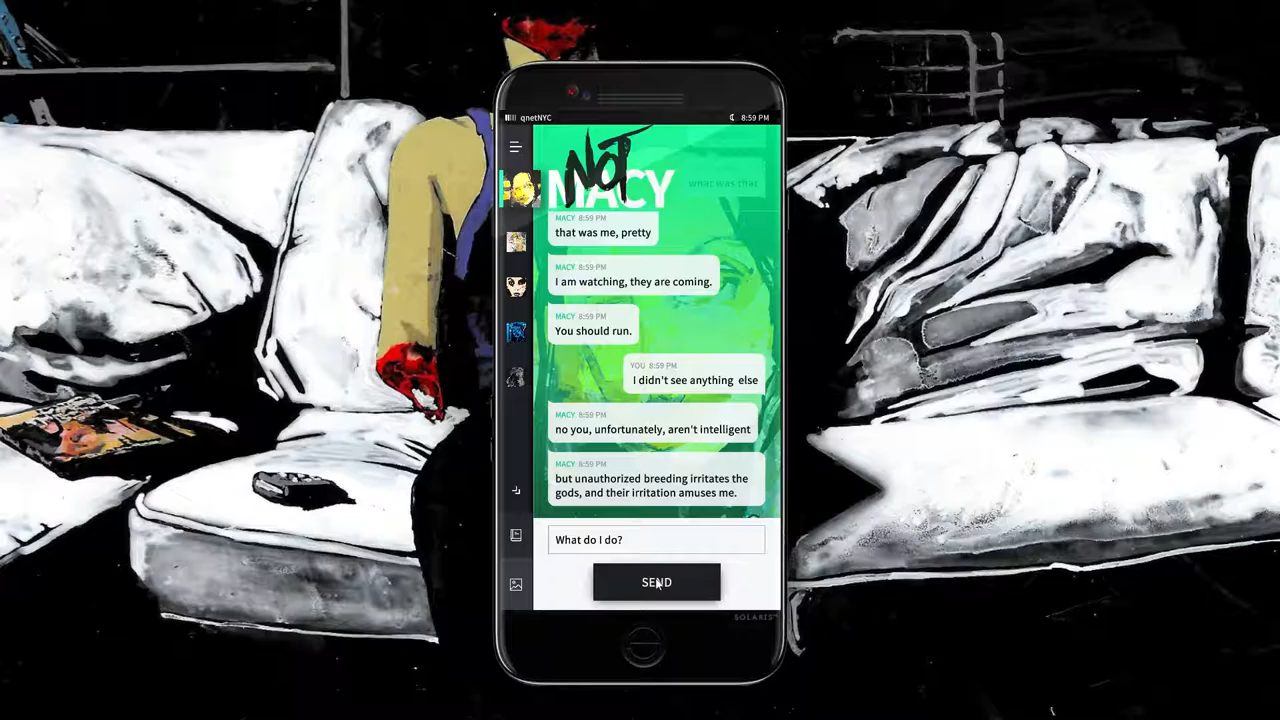 qnetNYC
8:59 PM
NOT
MACY
what was that
MACY 8:59 PM
that was me, pretty
MACY 8:59 PM
I am watching, they are coming.
MACY 8:59 PM
You should run.
YOU 8:59 PM
I didn't see anything  else
MACY 8:59 PM
no you, unfortunately, aren't intelligent
MACY 8:59 PM
but unauthorized breeding irritates the
gods, and their irritation amuses me.
What do I do?
SEND
SOLARIS™